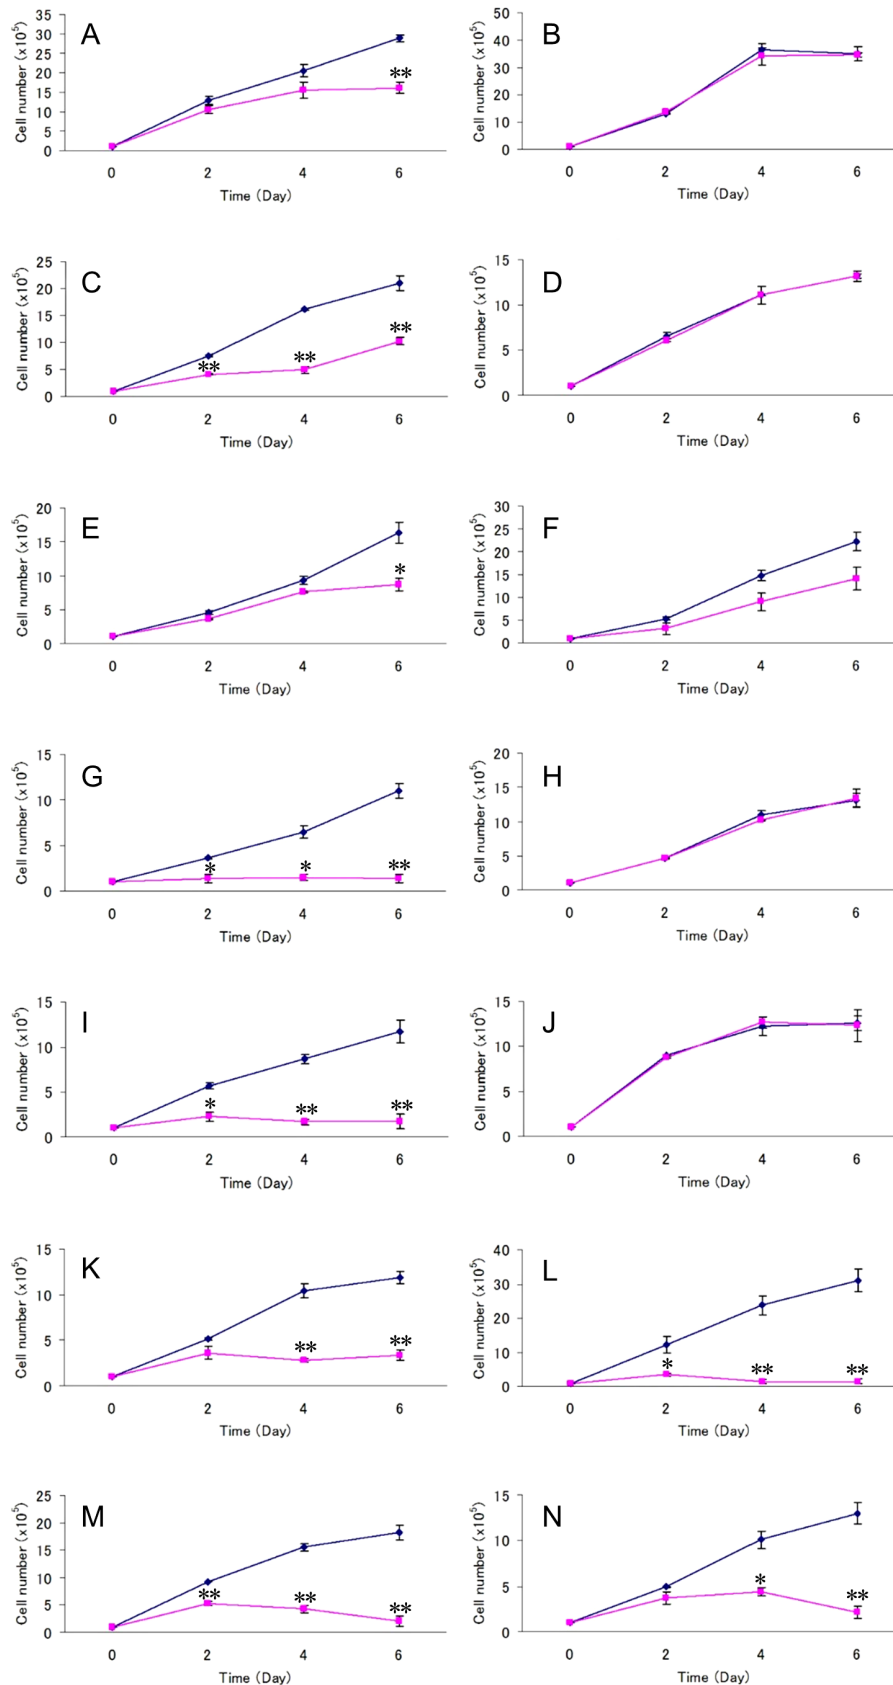 A
Cell number (x10⁵)
35
30
25
20
15
10
5
0
**
0 2 4 6
Time (Day)
B
Cell number (x10⁵)
50
40
30
20
10
0
0 2 4 6
Time (Day)
C
Cell number (x10⁵)
25
20
15
10
5
0
** ** **
0 2 4 6
Time (Day)
D
Cell number (x10⁵)
15
10
5
0
0 2 4 6
Time (Day)
E
Cell number (x10⁵)
20
15
10
5
0
*
0 2 4 6
Time (Day)
F
Cell number (x10⁵)
30
25
20
15
10
5
0
0 2 4 6
Time (Day)
G
Cell number (x10⁵)
15
10
5
0
* * **
0 2 4 6
Time (Day)
H
Cell number (x10⁵)
20
15
10
5
0
0 2 4 6
Time (Day)
I
Cell number (x10⁵)
15
10
5
0
* ** **
0 2 4 6
Time (Day)
J
Cell number (x10⁵)
15
10
5
0
0 2 4 6
Time (Day)
K
Cell number (x10⁵)
15
10
5
0
** **
0 2 4 6
Time (Day)
L
Cell number (x10⁵)
40
30
20
10
0
* ** **
0 2 4 6
Time (Day)
M
Cell number (x10⁵)
25
20
15
10
5
0
** ** **
0 2 4 6
Time (Day)
N
Cell number (x10⁵)
15
10
5
0
* **
0 2 4 6
Time (Day)